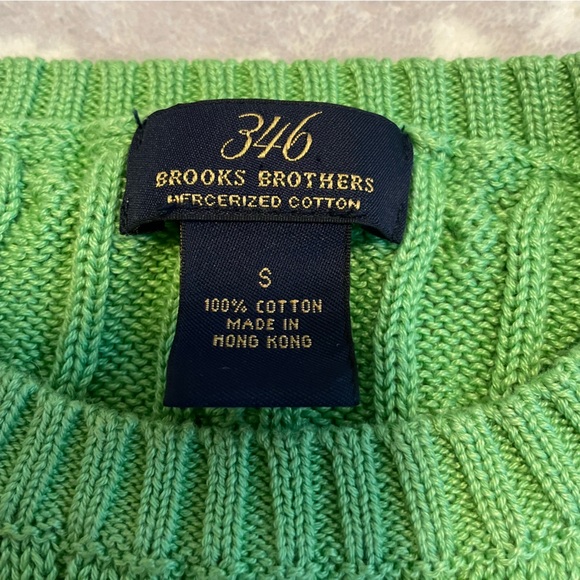 346
BROOKS BROTHERS
MERCERIZED COTTON
S
100% COTTON
MADE IN
HONG KONG